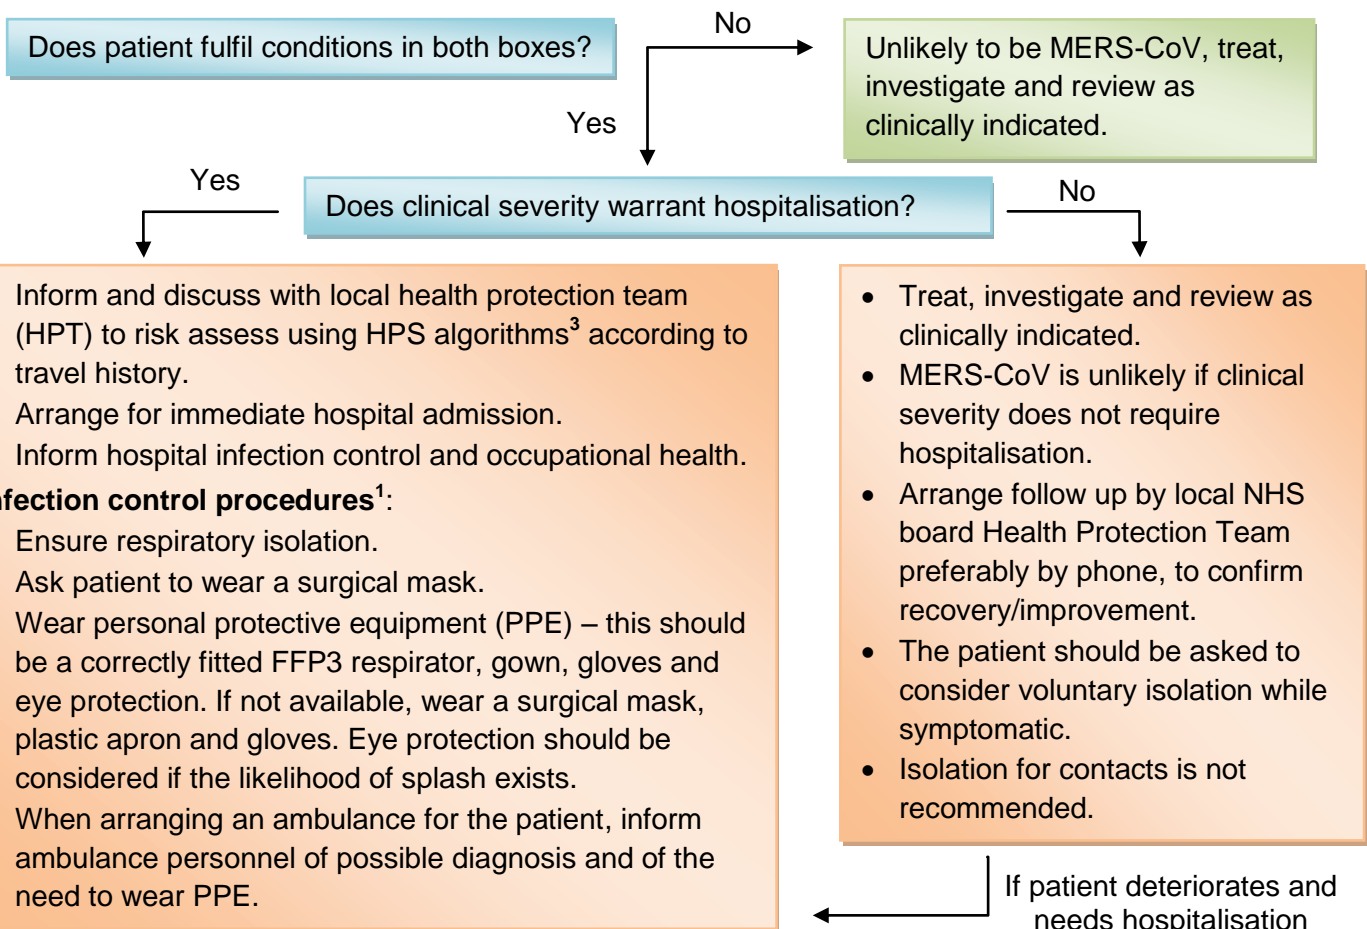 Does patient fulfil conditions in both boxes?
No
Unlikely to be MERS-CoV, treat,
investigate and review as
clinically indicated.
Yes
Yes
Does clinical severity warrant hospitalisation?
No
Inform and discuss with local health protection team
(HPT) to risk assess using HPS algorithms³ according to
travel history.
Arrange for immediate hospital admission.
Inform hospital infection control and occupational health.
nfection control procedures¹:
Ensure respiratory isolation.
Ask patient to wear a surgical mask.
Wear personal protective equipment (PPE) – this should
be a correctly fitted FFP3 respirator, gown, gloves and
eye protection. If not available, wear a surgical mask,
plastic apron and gloves. Eye protection should be
considered if the likelihood of splash exists.
When arranging an ambulance for the patient, inform
ambulance personnel of possible diagnosis and of the
need to wear PPE.
• Treat, investigate and review as
clinically indicated.
• MERS-CoV is unlikely if clinical
severity does not require
hospitalisation.
• Arrange follow up by local NHS
board Health Protection Team
preferably by phone, to confirm
recovery/improvement.
• The patient should be asked to
consider voluntary isolation while
symptomatic.
• Isolation for contacts is not
recommended.
If patient deteriorates and
needs hospitalisation